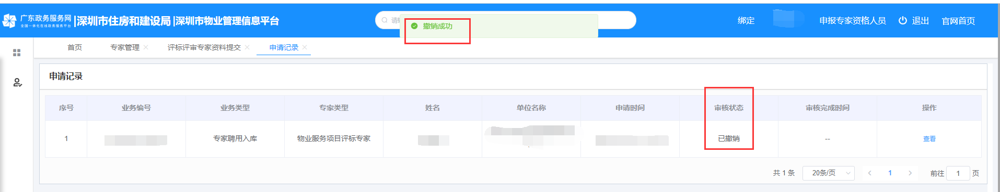 广东政务服务网
全国一体化在线政务服务平台
|深圳市住房和建设局|深圳市物业管理信息平台
请
撤销成功
绑定
申报专家资格人员
退出
官网首页
首页 专家管理 × 评标评审专家资料提交 × 申请记录 ×
申请记录
序号 业务编号 业务类型 专家类型 姓名 单位名称 申请时间 审核状态 审核完成时间 操作
1 专家聘用入库 物业服务项目评标专家 已撤销 -- 查看
共 1 条 20条/页 < 1 > 前往 1 页